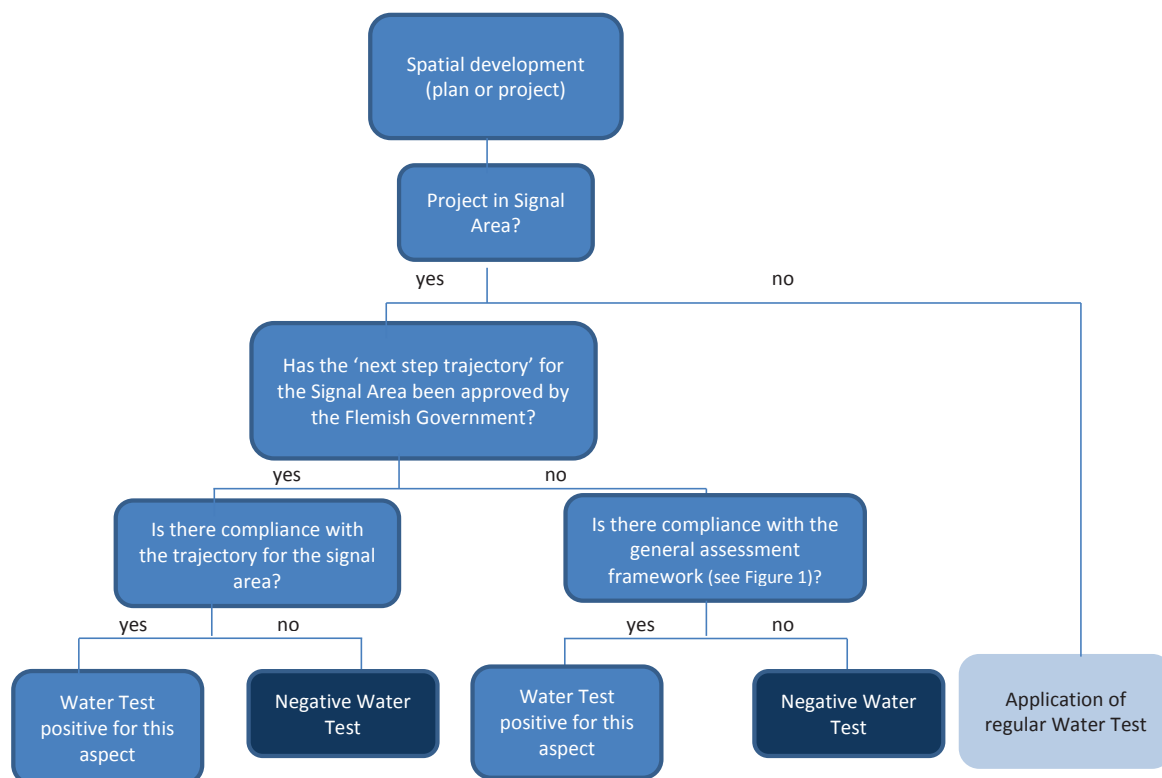 Spatial development
(plan or project)
Project in Signal
Area?
yes
no
Has the ‘next step trajectory’ for
the Signal Area been approved by
the Flemish Government?
yes
no
Is there compliance with
the trajectory for the signal
area?
Is there compliance with the
general assessment
framework (see Figure 1)?
yes
no
yes
no
Water Test
positive for this
aspect
Negative Water
Test
Water Test
positive for this
aspect
Negative Water
Test
Application of
regular Water Test